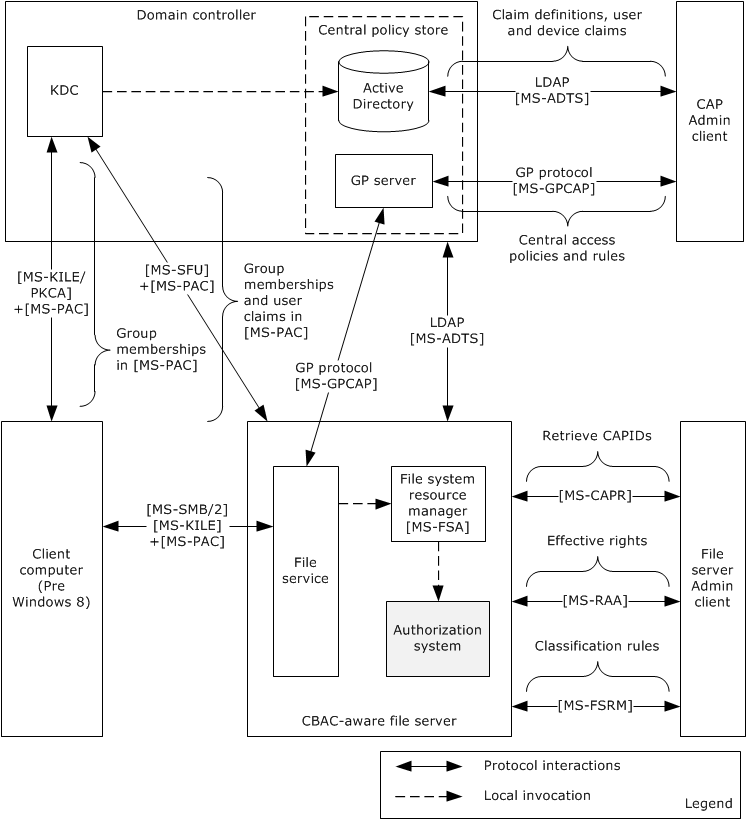 Domain controller
Central policy store
KDC
Active
Directory
GP server
Claim definitions, user
and device claims
LDAP
[MS-ADTS]
GP protocol
[MS-GPCAP]
Central access
policies and rules
CAP
Admin
client
[MS-KILE/
PKCA]
+[MS-PAC]
Group
memberships
in [MS-PAC]
[MS-SFU]
+[MS-PAC]
Group
memberships
and user
claims in
[MS-PAC]
GP protocol
[MS-GPCAP]
LDAP
[MS-ADTS]
Client
computer
(Pre
Windows 8)
[MS-SMB/2]
[MS-KILE]
+[MS-PAC]
File
service
File system
resource
manager
[MS-FSA]
Authorization
system
CBAC-aware file server
Retrieve CAPIDs
[MS-CAPR]
Effective rights
[MS-RAA]
Classification rules
[MS-FSRM]
File
server
Admin
client
Protocol interactions
Local invocation
Legend